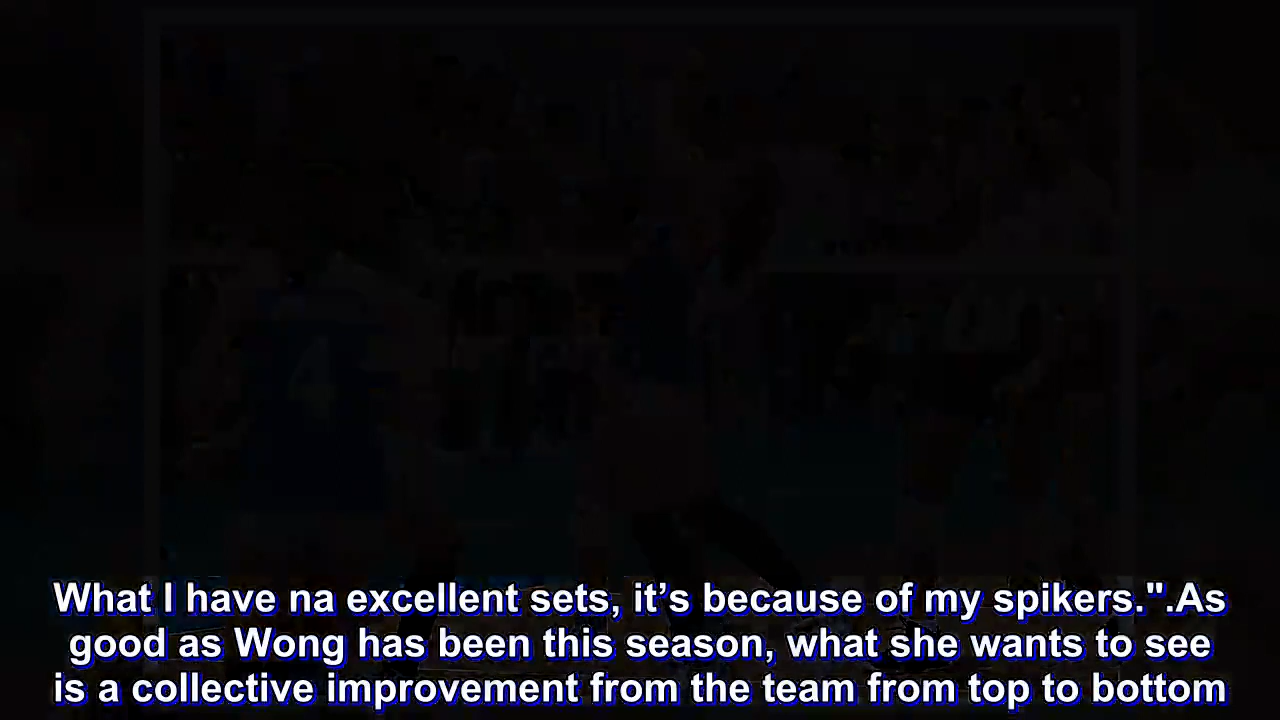 What I have na excellent sets, it’s because of my spikers.".As
good as Wong has been this season, what she wants to see
is a collective improvement from the team from top to bottom